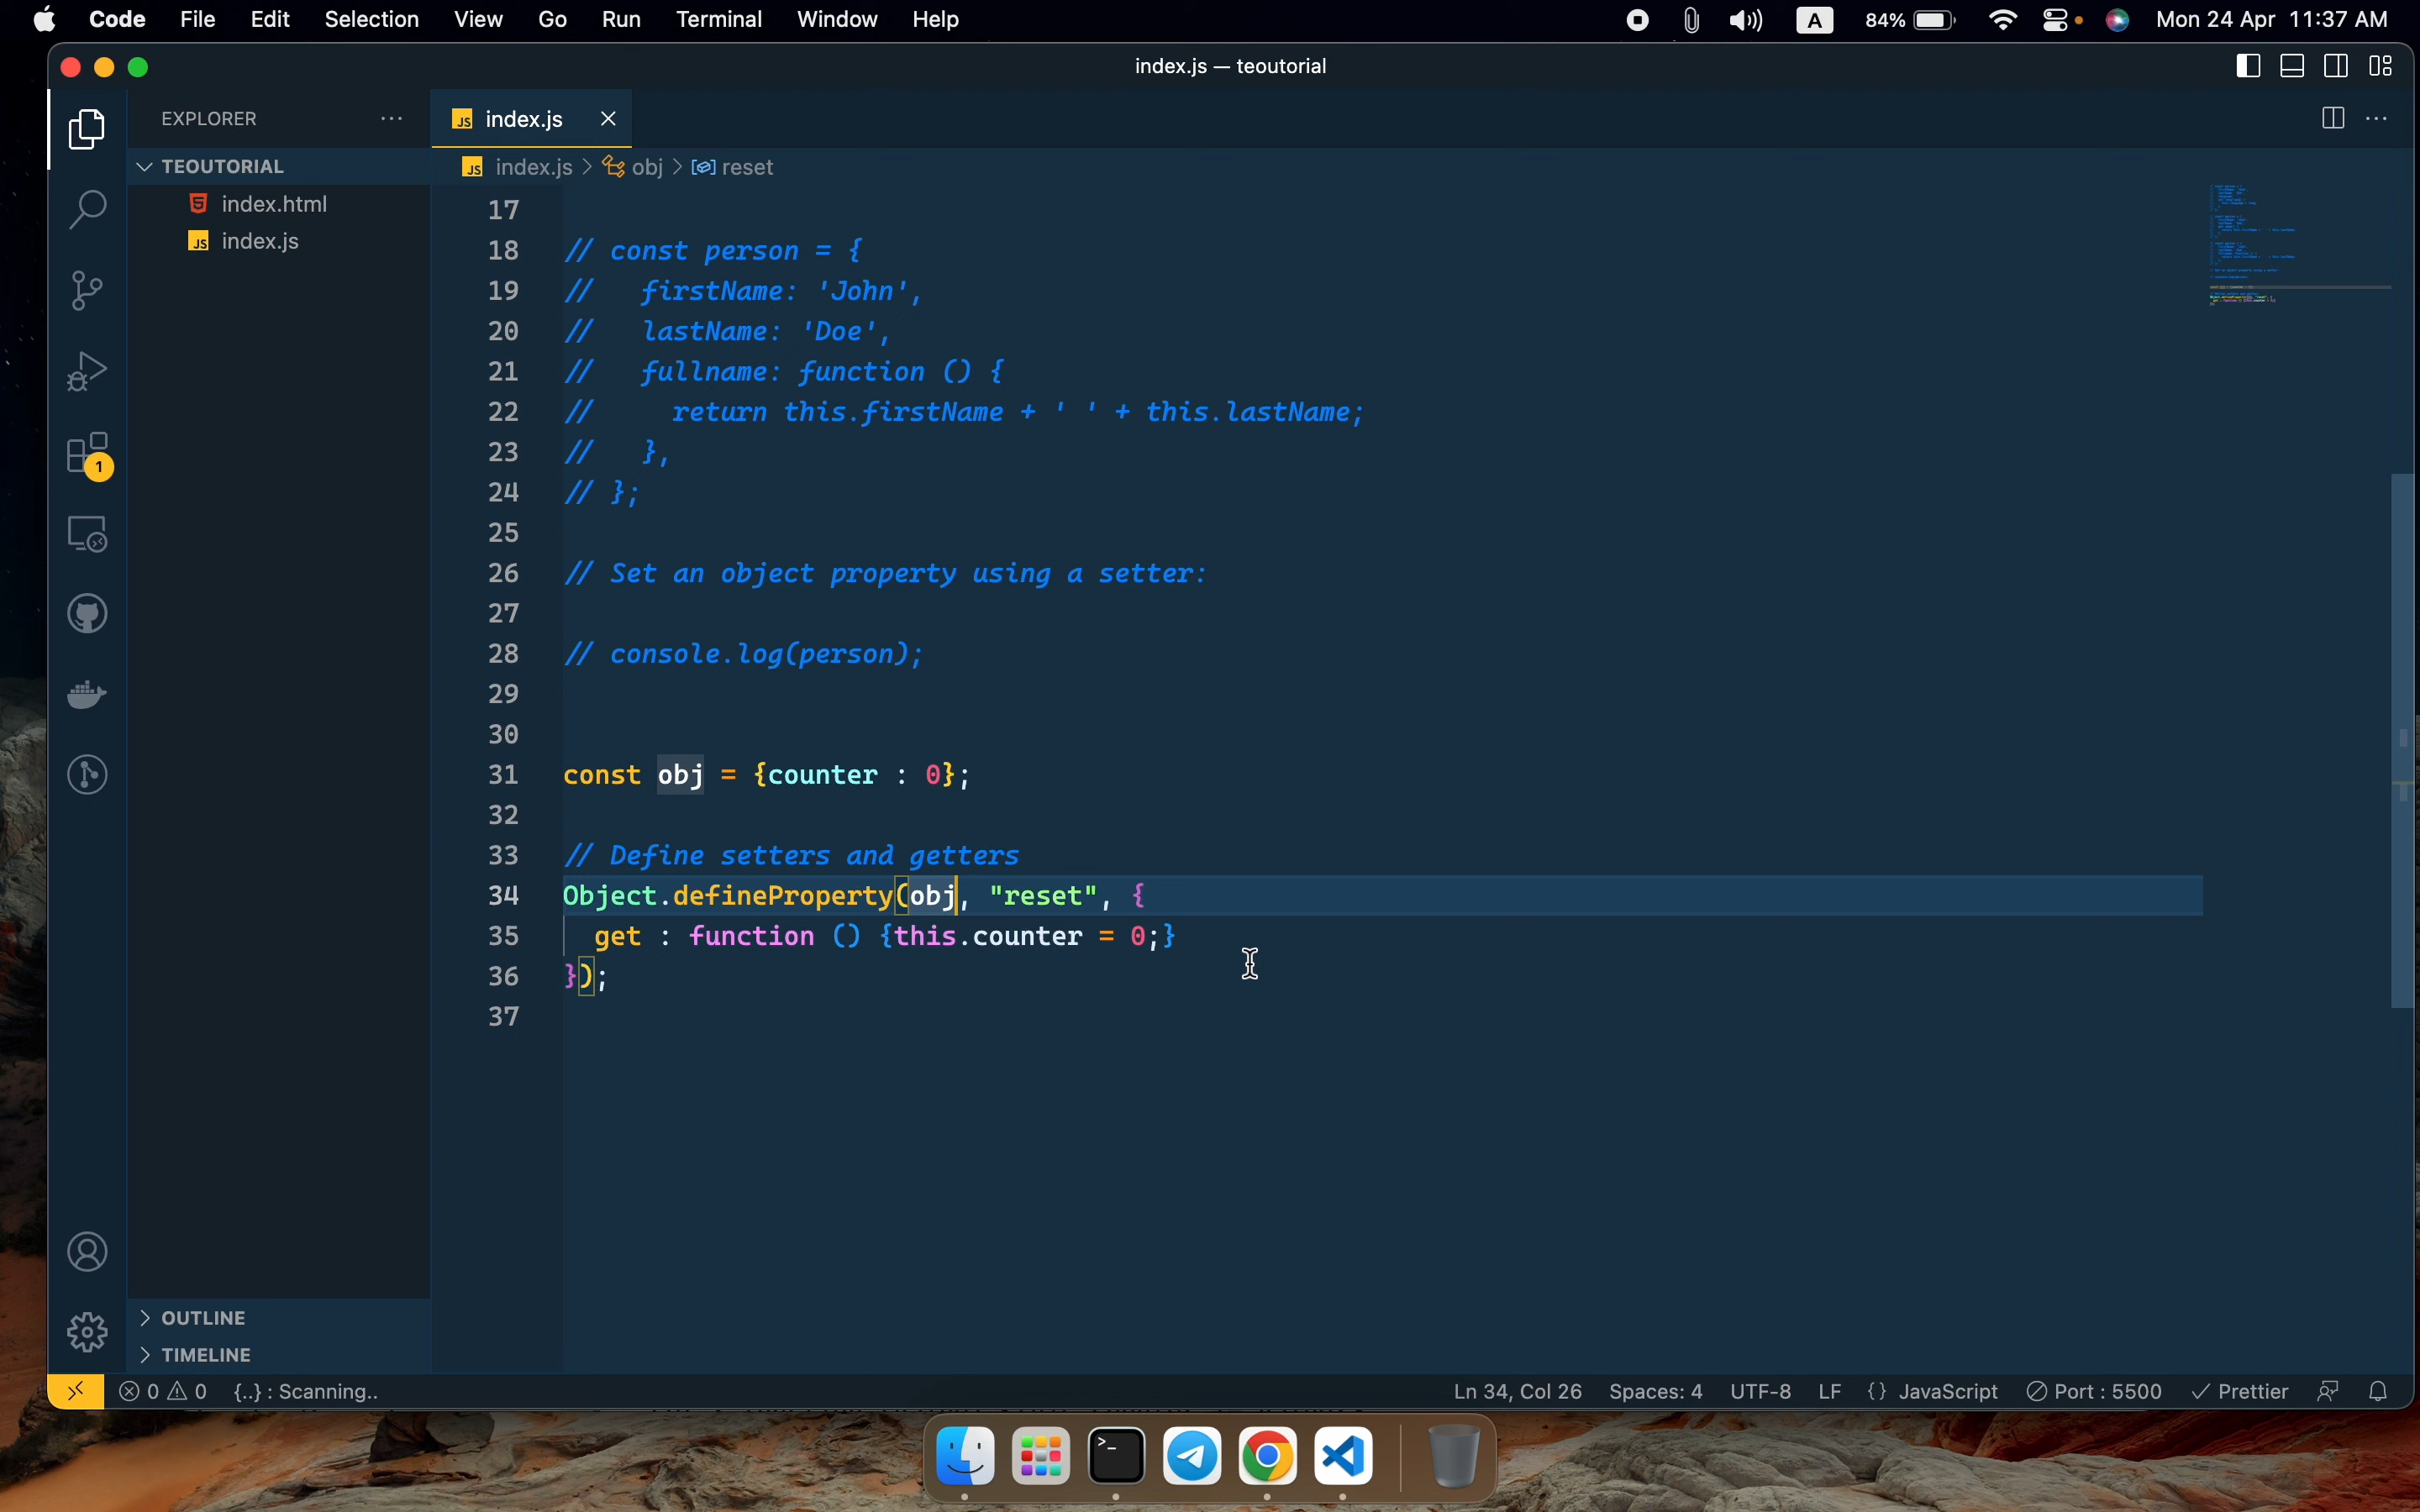 Code File Edit Selection View Go Run Terminal Window Help A 84% Mon 24 Apr 11:37 AM
index.js — teoutorial
EXPLORER
JS index.js
TEOUTORIAL
JS index.js > obj > reset
index.html
JS index.js
17
18 // const person = {
19 //   firstName: 'John',
20 //   lastName: 'Doe',
21 //   fullname: function () {
22 //     return this.firstName + ' ' + this.lastName;
23 //   },
24 // };
25
26 // Set an object property using a setter:
27
28 // console.log(person);
29
30
31 const obj = {counter : 0};
32
33 // Define setters and getters
34 Object.defineProperty(obj, "reset", {
35   get : function () {this.counter = 0;}
36 });
37
1
OUTLINE
TIMELINE
0 0 {..} : Scanning.. Ln 34, Col 26 Spaces: 4 UTF-8 LF {} JavaScript Port : 5500 Prettier